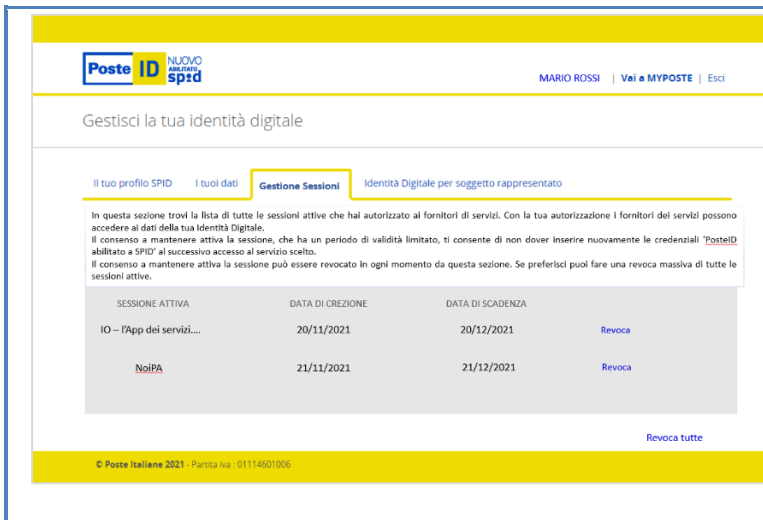 Poste ID NUOVO
ABILITATO
spid
MARIO ROSSI | Vai a MYPOSTE | Esci
Gestisci la tua identità digitale
Il tuo profilo SPID I tuoi dati Gestione Sessioni Identità Digitale per soggetto rappresentato
In questa sezione trovi la lista di tutte le sessioni attive che hai autorizzato ai fornitori di servizi. Con la tua autorizzazione i fornitori dei servizi possono
accedere ai dati della tua Identità Digitale.
Il consenso a mantenere attiva la sessione, che ha un periodo di validità limitato, ti consente di non dover inserire nuovamente le credenziali ‘PosteID
abilitato a SPID’ al successivo accesso al servizio scelto.
Il consenso a mantenere attiva la sessione può essere revocato in ogni momento da questa sezione. Se preferisci puoi fare una revoca massiva di tutte le
sessioni attive.
SESSIONE ATTIVA DATA DI CREZIONE DATA DI SCADENZA
IO – l’App dei servizi.... 20/11/2021 20/12/2021 Revoca
NoiPA 21/11/2021 21/12/2021 Revoca
Revoca tutte
© Poste Italiane 2021 - Partita iva : 01114601006